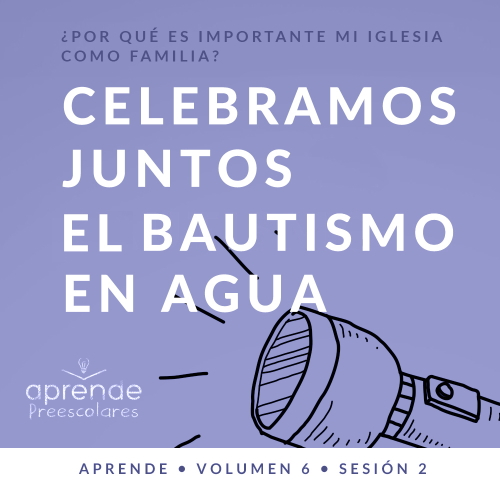 ¿POR QUÉ ES IMPORTANTE MI IGLESIA
COMO FAMILIA?
CELEBRAMOS
JUNTOS
EL BAUTISMO
EN AGUA
aprende
Preescolares
APRENDE • VOLUMEN 6 • SESIÓN 2